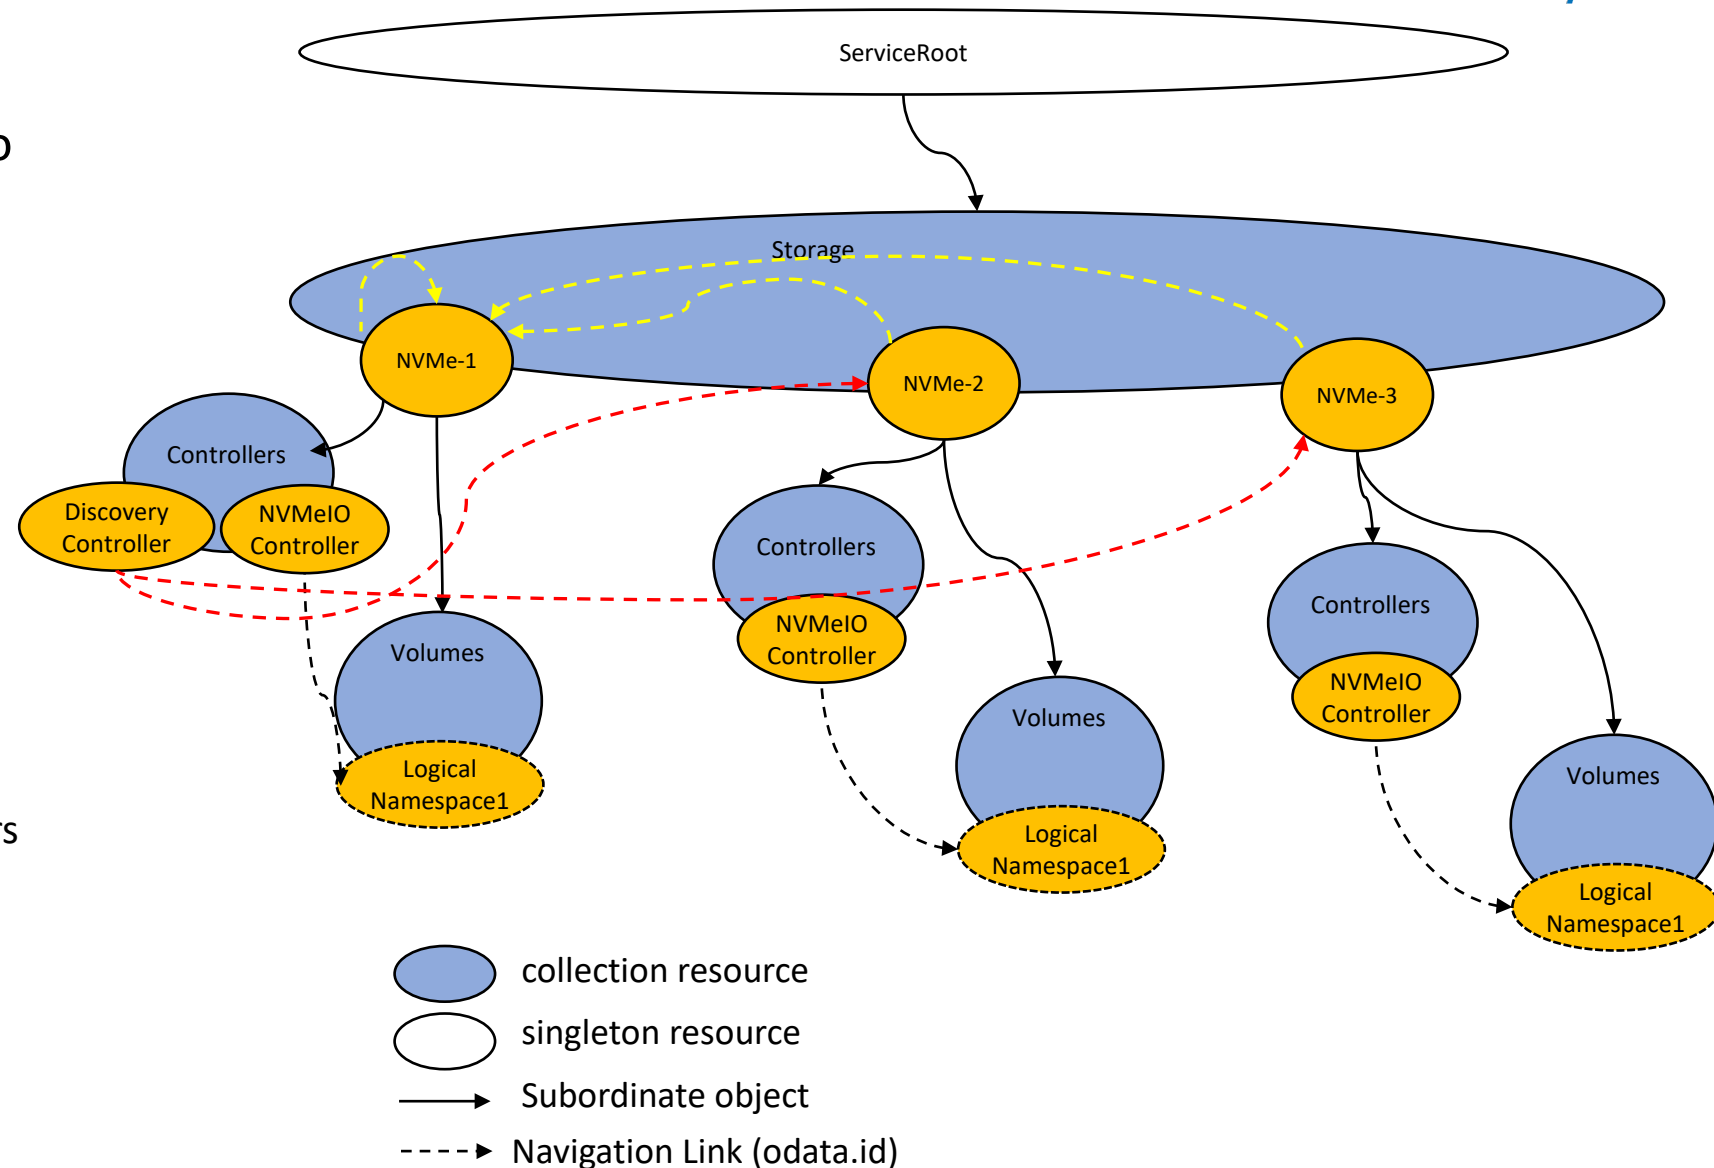 ServiceRoot
Storage
NVMe-1
NVMe-2
NVMe-3
Controllers
Discovery
Controller
NVMeIO
Controller
Volumes
Logical
Namespace1
Controllers
NVMeIO
Controller
Volumes
Logical
Namespace1
Controllers
NVMeIO
Controller
Volumes
Logical
Namespace1
collection resource
singleton resource
Subordinate object
Navigation Link (odata.id)